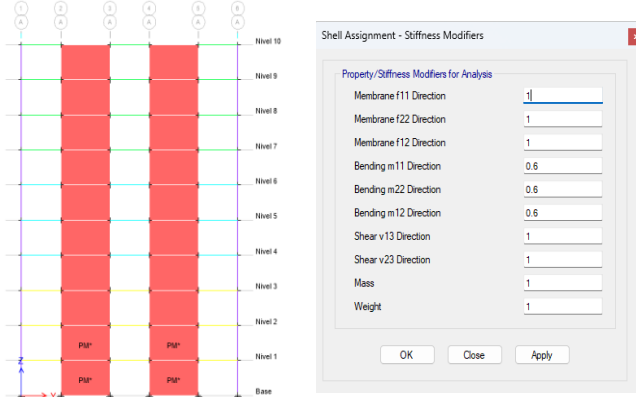 1 2 3 4 5 6
A A A A A A
Nivel 10
Nivel 9
Nivel 8
Nivel 7
Nivel 6
Nivel 5
Nivel 4
Nivel 3
Nivel 2
PM* PM*
Nivel 1
Z
PM* PM*
Y
Base
Shell Assignment - Stiffness Modifiers
x
Property/Stiffness Modifiers for Analysis
Membrane f11 Direction 1
Membrane f22 Direction 1
Membrane f12 Direction 1
Bending m11 Direction 0.6
Bending m22 Direction 0.6
Bending m12 Direction 0.6
Shear v13 Direction 1
Shear v23 Direction 1
Mass 1
Weight 1
OK Close Apply